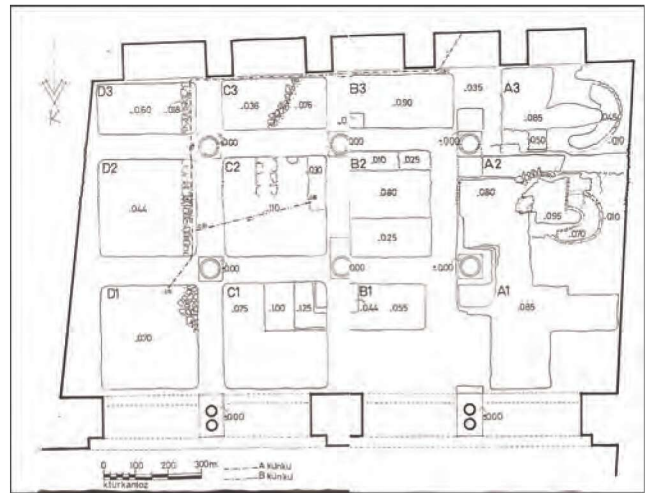 D3 C3 B3 A3
.060 .018 .036 .076 .090 .035 .085 .045 .010
±000 ±000 ±000 .050
D2 C2 .030 B2 .010 .025 A2
.044 .110 .080 .080 .095 .070 .010
.025
±000 ±000 ±000
D1 C1 B1 A1
.070 .075 .100 .125 .044 .055 .085
±000 ±000
0 100 200 300m.
A künkü
B künkü